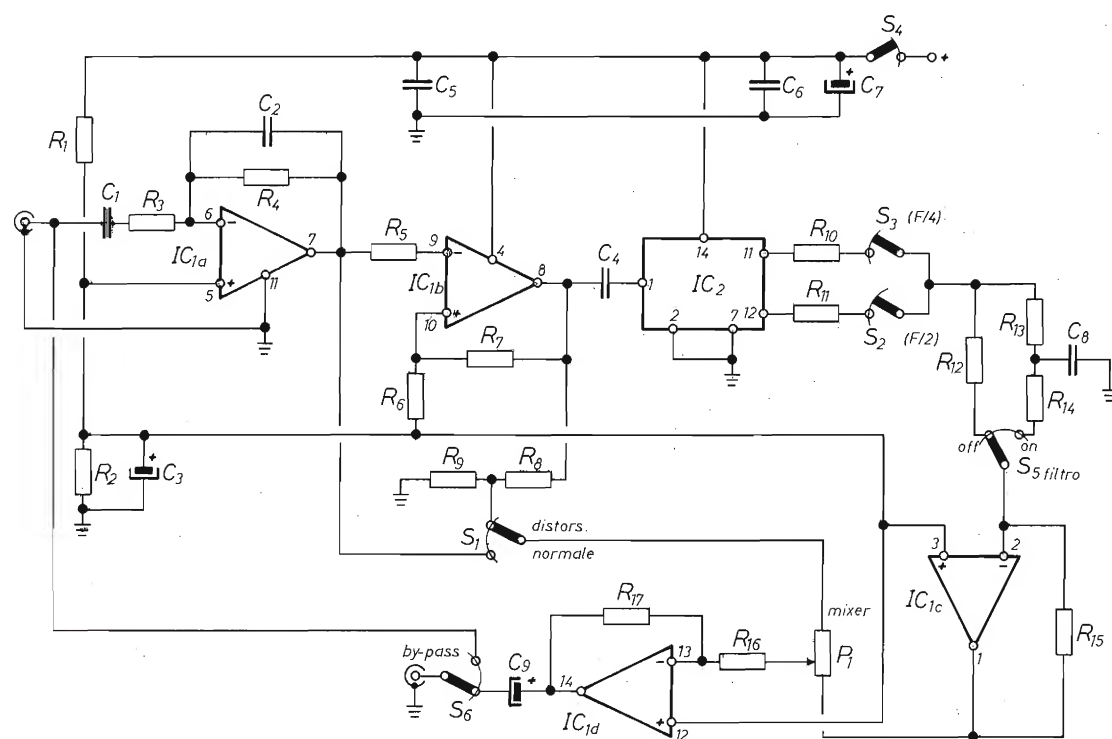 S4
+
C5
C6
+
C7
R1
C2
R4
C1
R3
6
-
IC1a
7
5
+
11
R5
9
-
4
IC1b
8
10
+
C4
1
14
IC2
11
12
2
7
R10
S3 (F/4)
R11
S2 (F/2)
R7
R6
R13
C8
R12
R14
off
on
S5 filtro
R2
+
C3
R9
R8
S1
distors.
normale
3
2
+
-
IC1c
1
R15
mixer
P1
R17
R16
13
-
14
IC1d
+
12
by-pass
C9
+
S6